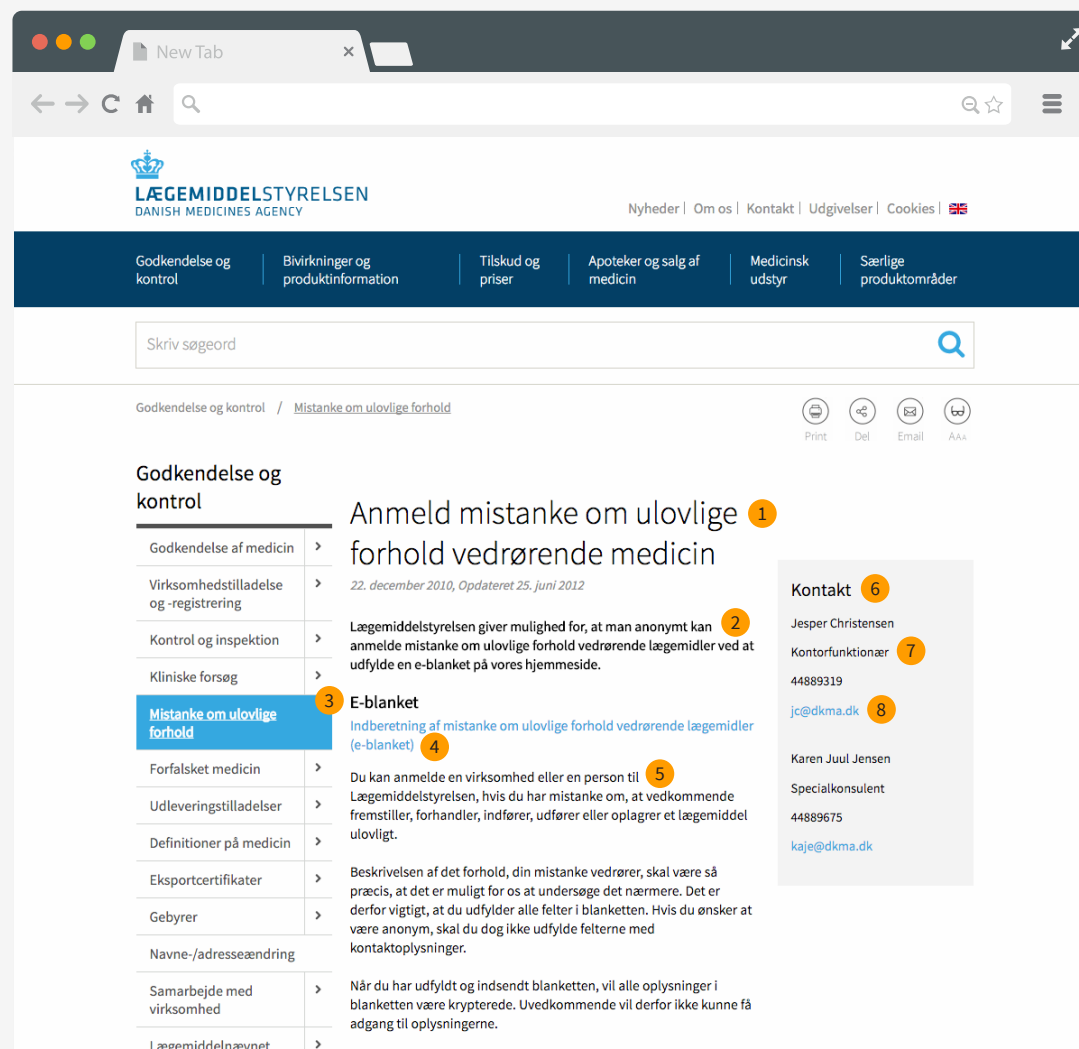 New Tab
LÆGEMIDDELSTYRELSEN
DANISH MEDICINES AGENCY
Nyheder | Om os | Kontakt | Udgivelser | Cookies |
Godkendelse og
kontrol
Bivirkninger og
produktinformation
Tilskud og
priser
Apoteker og salg af
medicin
Medicinsk
udstyr
Særlige
produktområder
Skriv søgeord
Godkendelse og kontrol / Mistanke om ulovlige forhold
Print Del Email AAA
Godkendelse og
kontrol
Godkendelse af medicin
Virksomhedstilladelse
og -registrering
Kontrol og inspektion
Kliniske forsøg
Mistanke om ulovlige
forhold
3
Forfalsket medicin
Udleveringstilladelser
Definitioner på medicin
Eksportcertifikater
Gebyrer
Navne-/adresseændring
Samarbejde med
virksomhed
Lægemiddelnævnet
Anmeld mistanke om ulovlige 1
forhold vedrørende medicin
22. december 2010, Opdateret 25. juni 2012
Lægemiddelstyrelsen giver mulighed for, at man anonymt kan 2
anmelde mistanke om ulovlige forhold vedrørende lægemidler ved at
udfylde en e-blanket på vores hjemmeside.
E-blanket
Indberetning af mistanke om ulovlige forhold vedrørende lægemidler
(e-blanket) 4
Du kan anmelde en virksomhed eller en person til 5
Lægemiddelstyrelsen, hvis du har mistanke om, at vedkommende
fremstiller, forhandler, indfører, udfører eller oplagrer et lægemiddel
ulovligt.
Beskrivelsen af det forhold, din mistanke vedrører, skal være så
præcis, at det er muligt for os at undersøge det nærmere. Det er
derfor vigtigt, at du udfylder alle felter i blanketten. Hvis du ønsker at
være anonym, skal du dog ikke udfylde felterne med
kontaktoplysninger.
Når du har udfyldt og indsendt blanketten, vil alle oplysninger i
blanketten være krypterede. Uvedkommende vil derfor ikke kunne få
adgang til oplysningerne.
Kontakt 6
Jesper Christensen
Kontorfunktionær 7
44889319
jc@dkma.dk 8
Karen Juul Jensen
Specialkonsulent
44889675
kaje@dkma.dk